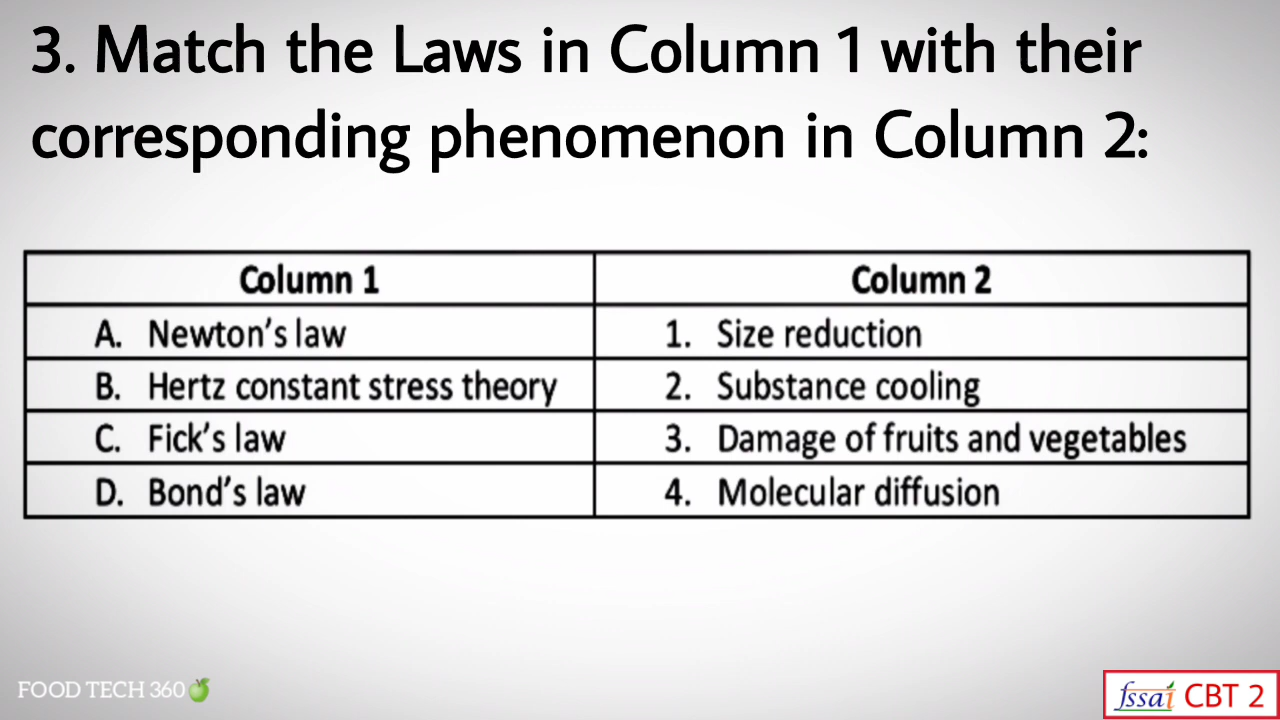 3. Match the Laws in Column 1 with their
corresponding phenomenon in Column 2:
Column 1 Column 2
A. Newton's law 1. Size reduction
B. Hertz constant stress theory 2. Substance cooling
C. Fick's law 3. Damage of fruits and vegetables
D. Bond's law 4. Molecular diffusion
FOOD TECH 360 fssai CBT 2